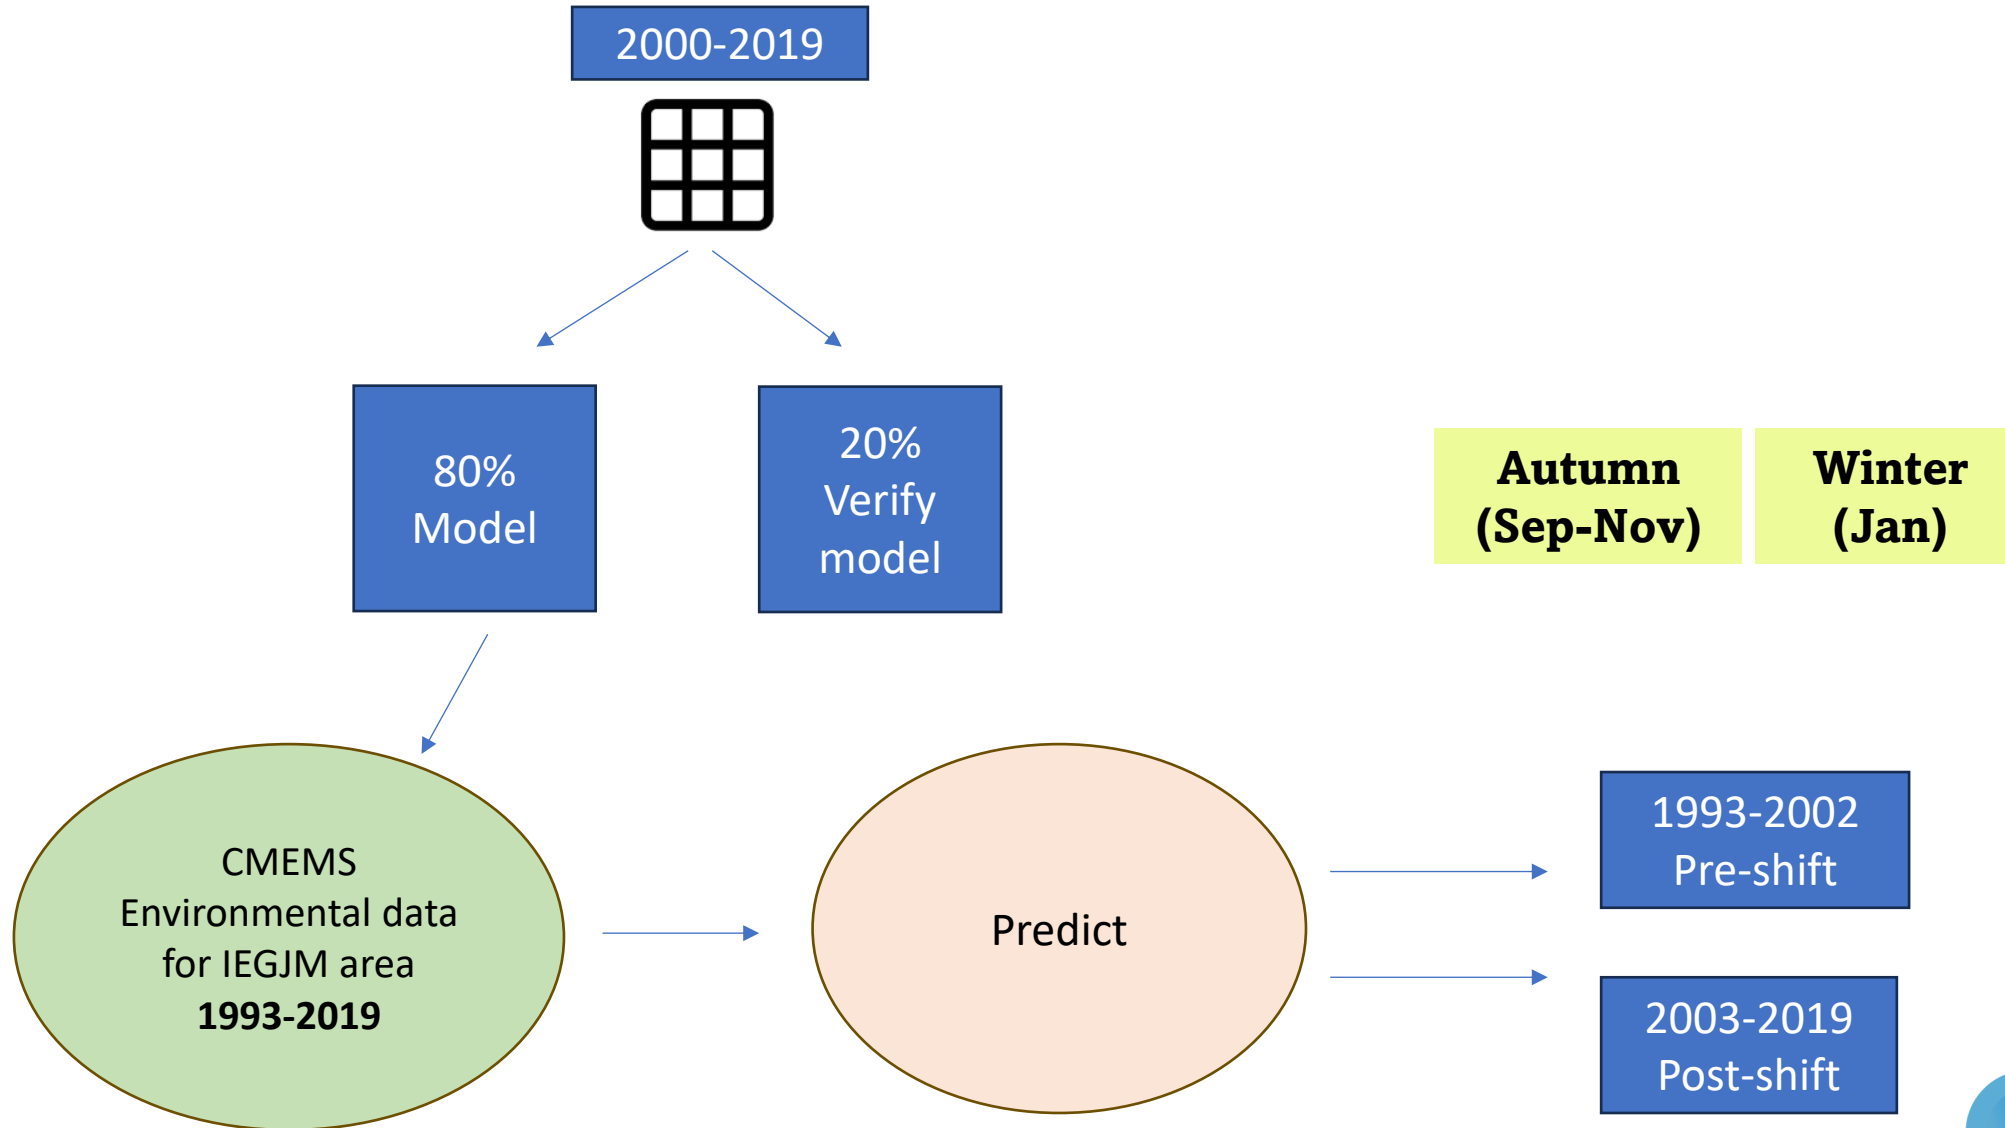 2000-2019
80%
Model
20%
Verify
model
Autumn
(Sep-Nov)
Winter
(Jan)
CMEMS
Environmental data
for IEGJM area
1993-2019
Predict
1993-2002
Pre-shift
2003-2019
Post-shift